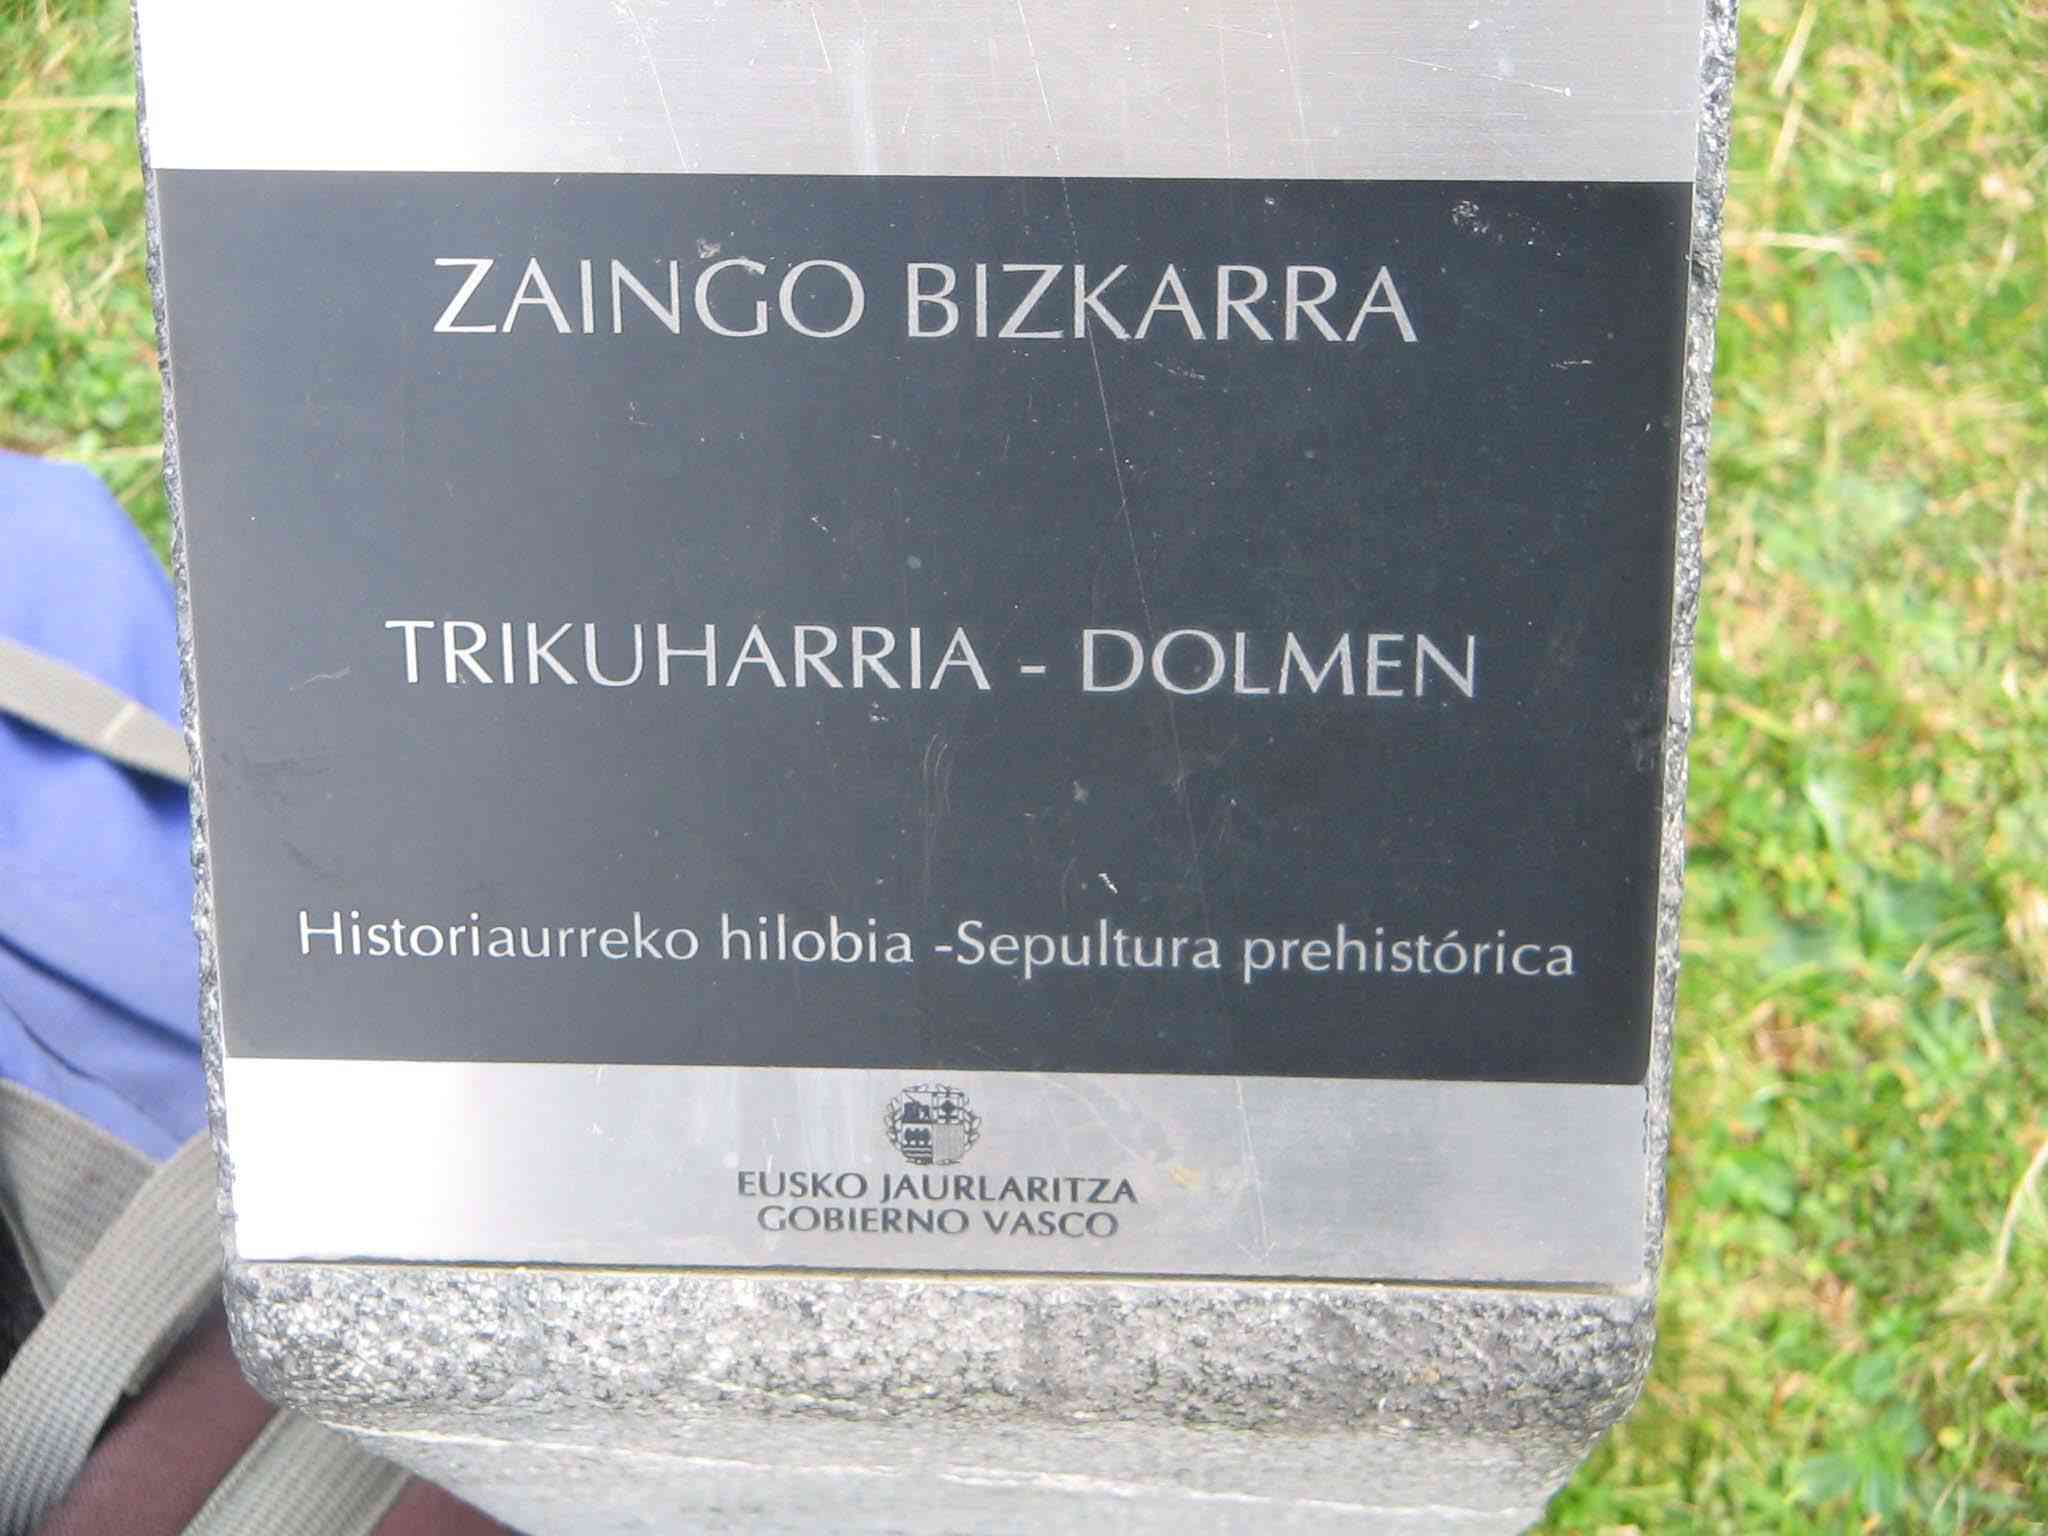 ZAINGO BIZKARRA
TRIKUHARRIA - DOLMEN
Historiaurreko hilobia -Sepultura prehistórica
EUSKO JAURLARITZA
GOBIERNO VASCO